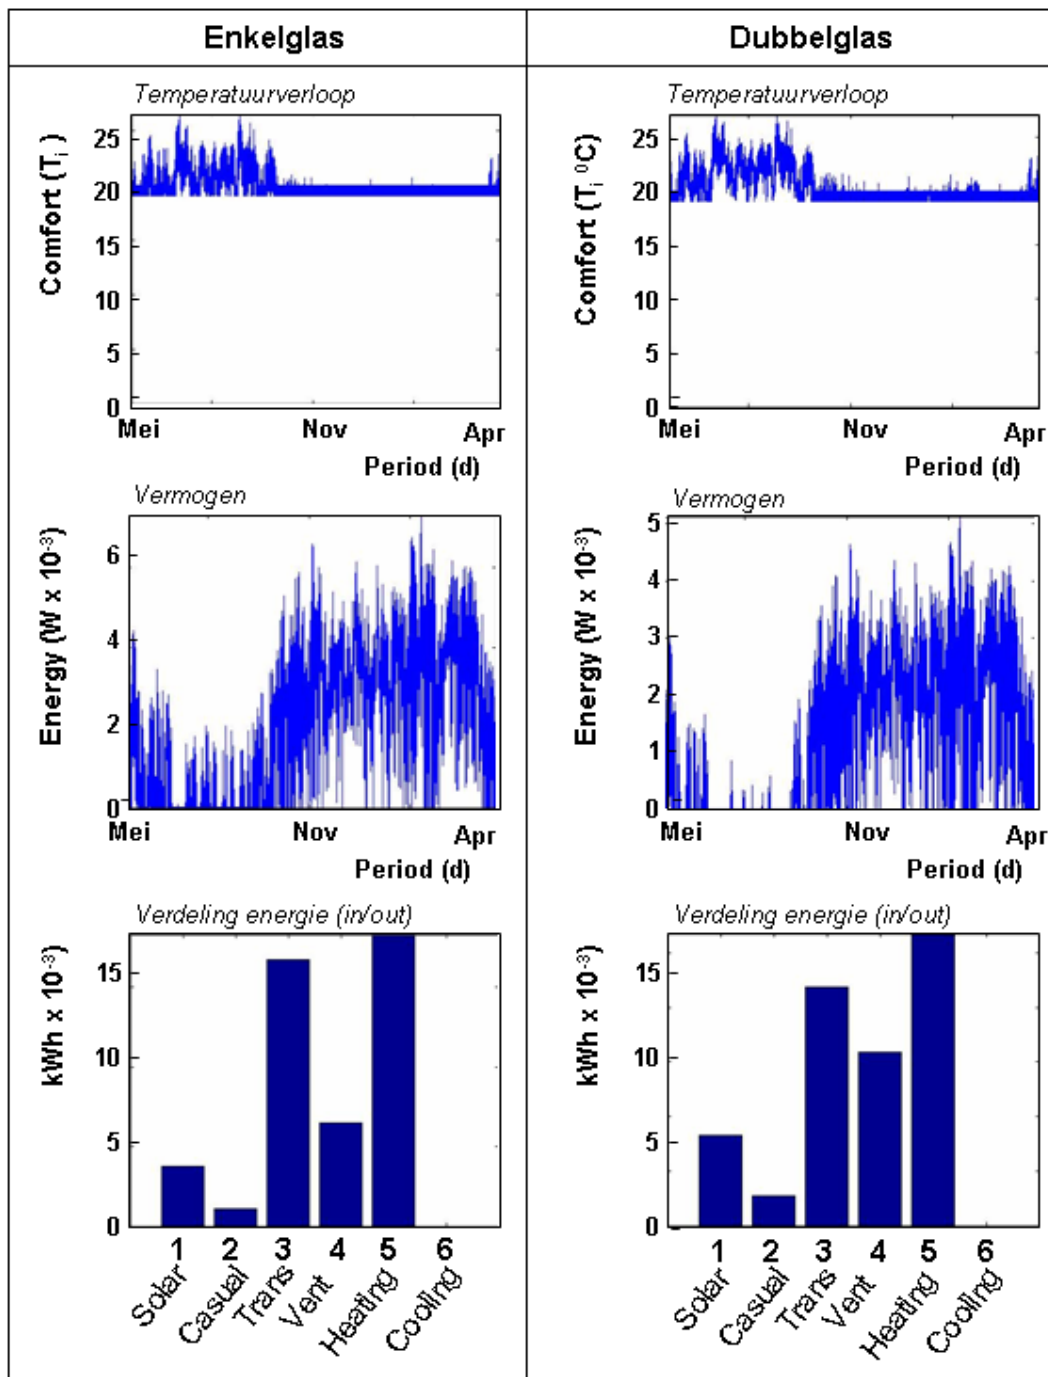 Enkelglas
Temperatuurverloop
Comfort (Ti )
25
20
15
10
5
0
Mei Nov Apr
Period (d)
Vermogen
Energy (W x 10-3)
6
4
2
0
Mei Nov Apr
Period (d)
Verdeling energie (in/out)
kWh x 10-3)
15
10
5
0
1 2 3 4 5 6
Solar Casual Trans Vent Heating Cooling
Dubbelglas
Temperatuurverloop
Comfort (Ti ºC)
25
20
15
10
5
0
Mei Nov Apr
Period (d)
Vermogen
Energy (W x 10-3)
5
4
3
2
1
0
Mei Nov Apr
Period (d)
Verdeling energie (in/out)
kWh x 10-3)
15
10
5
0
1 2 3 4 5 6
Solar Casual Trans Vent Heating Cooling